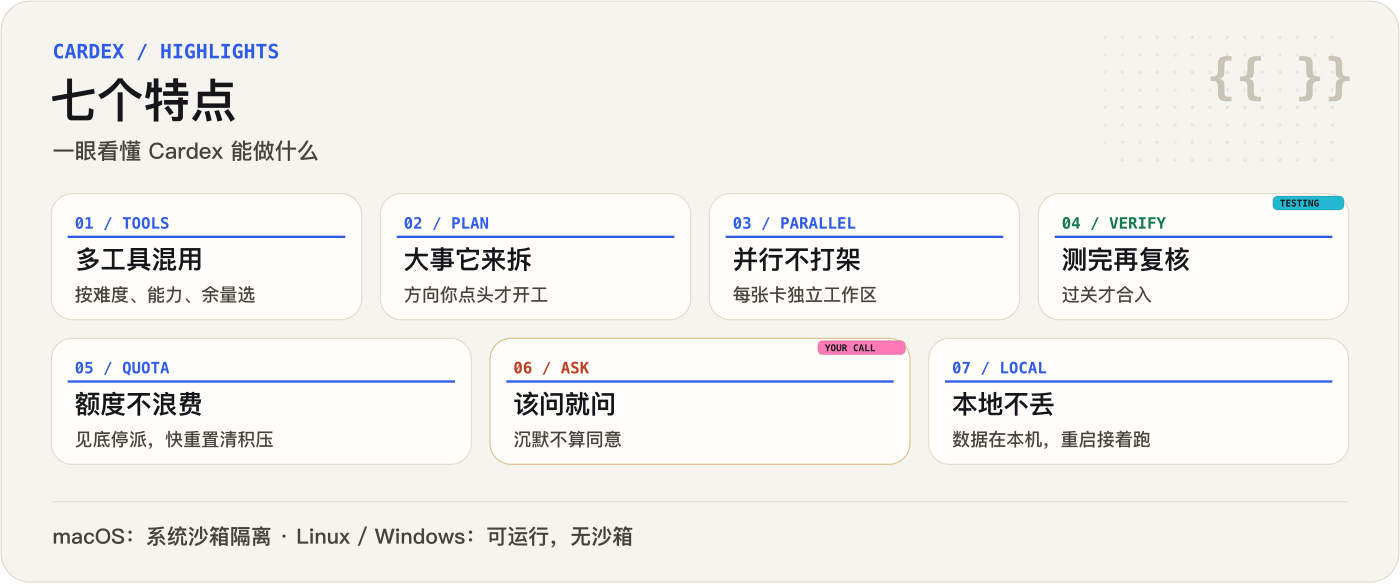 CARDEX / HIGHLIGHTS
{{ }}
七个特点
一眼看懂 Cardex 能做什么
01 / TOOLS
多工具混用
按难度、能力、余量选
02 / PLAN
大事它来拆
方向你点头才开工
03 / PARALLEL
并行不打架
每张卡独立工作区
TESTING
04 / VERIFY
测完再复核
过关才合入
05 / QUOTA
额度不浪费
见底停派，快重置清积压
YOUR CALL
06 / ASK
该问就问
沉默不算同意
07 / LOCAL
本地不丢
数据在本机，重启接着跑
macOS：系统沙箱隔离 · Linux / Windows：可运行，无沙箱